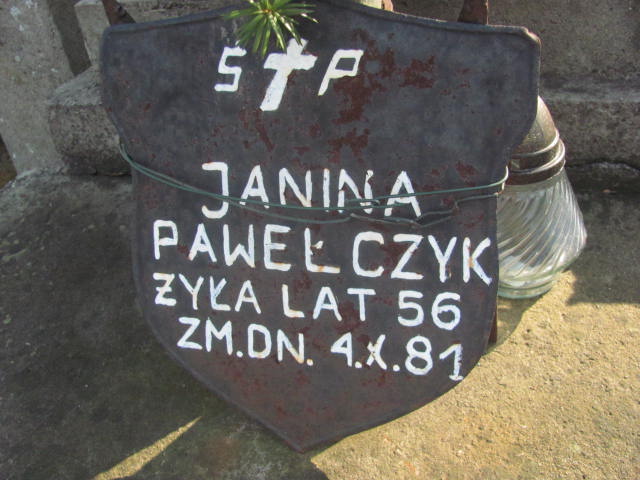 S P
JANINA
PAWEŁCZYK
ŻYŁA LAT 56
ZM. DN. 4.X.81